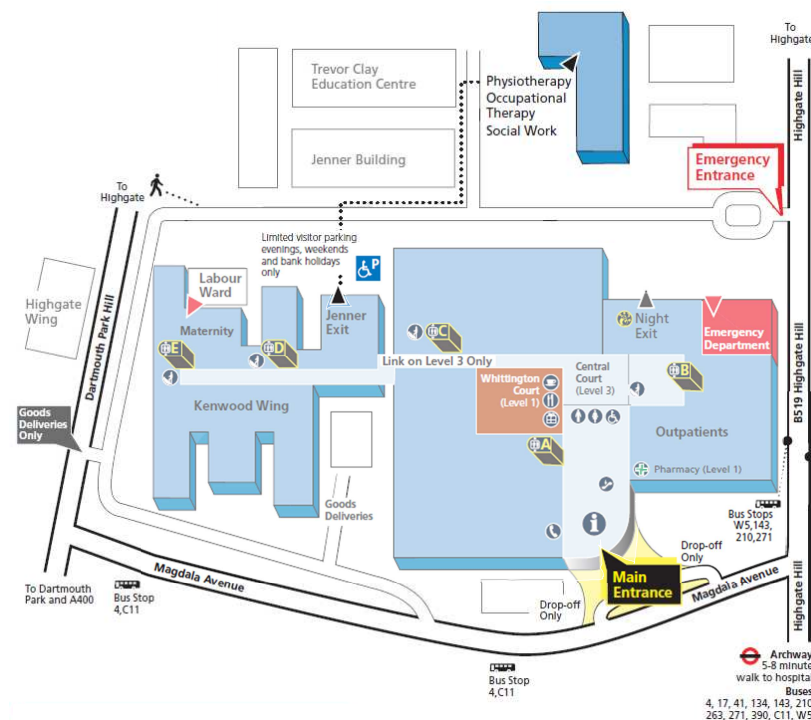 To
Highgate
Highgate Hill
Trevor Clay
Education Centre
Physiotherapy
Occupational
Therapy
Social Work
Jenner Building
Emergency
Entrance
To
Highgate
Limited visitor parking
evenings, weekends
and bank holidays
only
P
Labour
Ward
Highgate
Wing
Dartmouth Park Hill
Maternity
Jenner
Exit
C
Night
Exit
Emergency
Department
B519 Highgate Hill
E
D
Link on Level 3 Only
Whittington
Court
(Level 1)
Central
Court
(Level 3)
B
Kenwood Wing
Goods
Deliveries
Only
A
Outpatients
Pharmacy (Level 1)
Goods
Deliveries
i
Bus Stops
W5,143,
210,271
Drop-off
Only
Magdala Avenue
Main
Entrance
Magdala Avenue
Highgate Hill
To Dartmouth
Park and A400
Bus Stop
4,C11
Drop-off
Only
Bus Stop
4,C11
Archway
5-8 minute
walk to hospital
Buses
4, 17, 41, 134, 143, 210
263, 271, 390, C11, W5